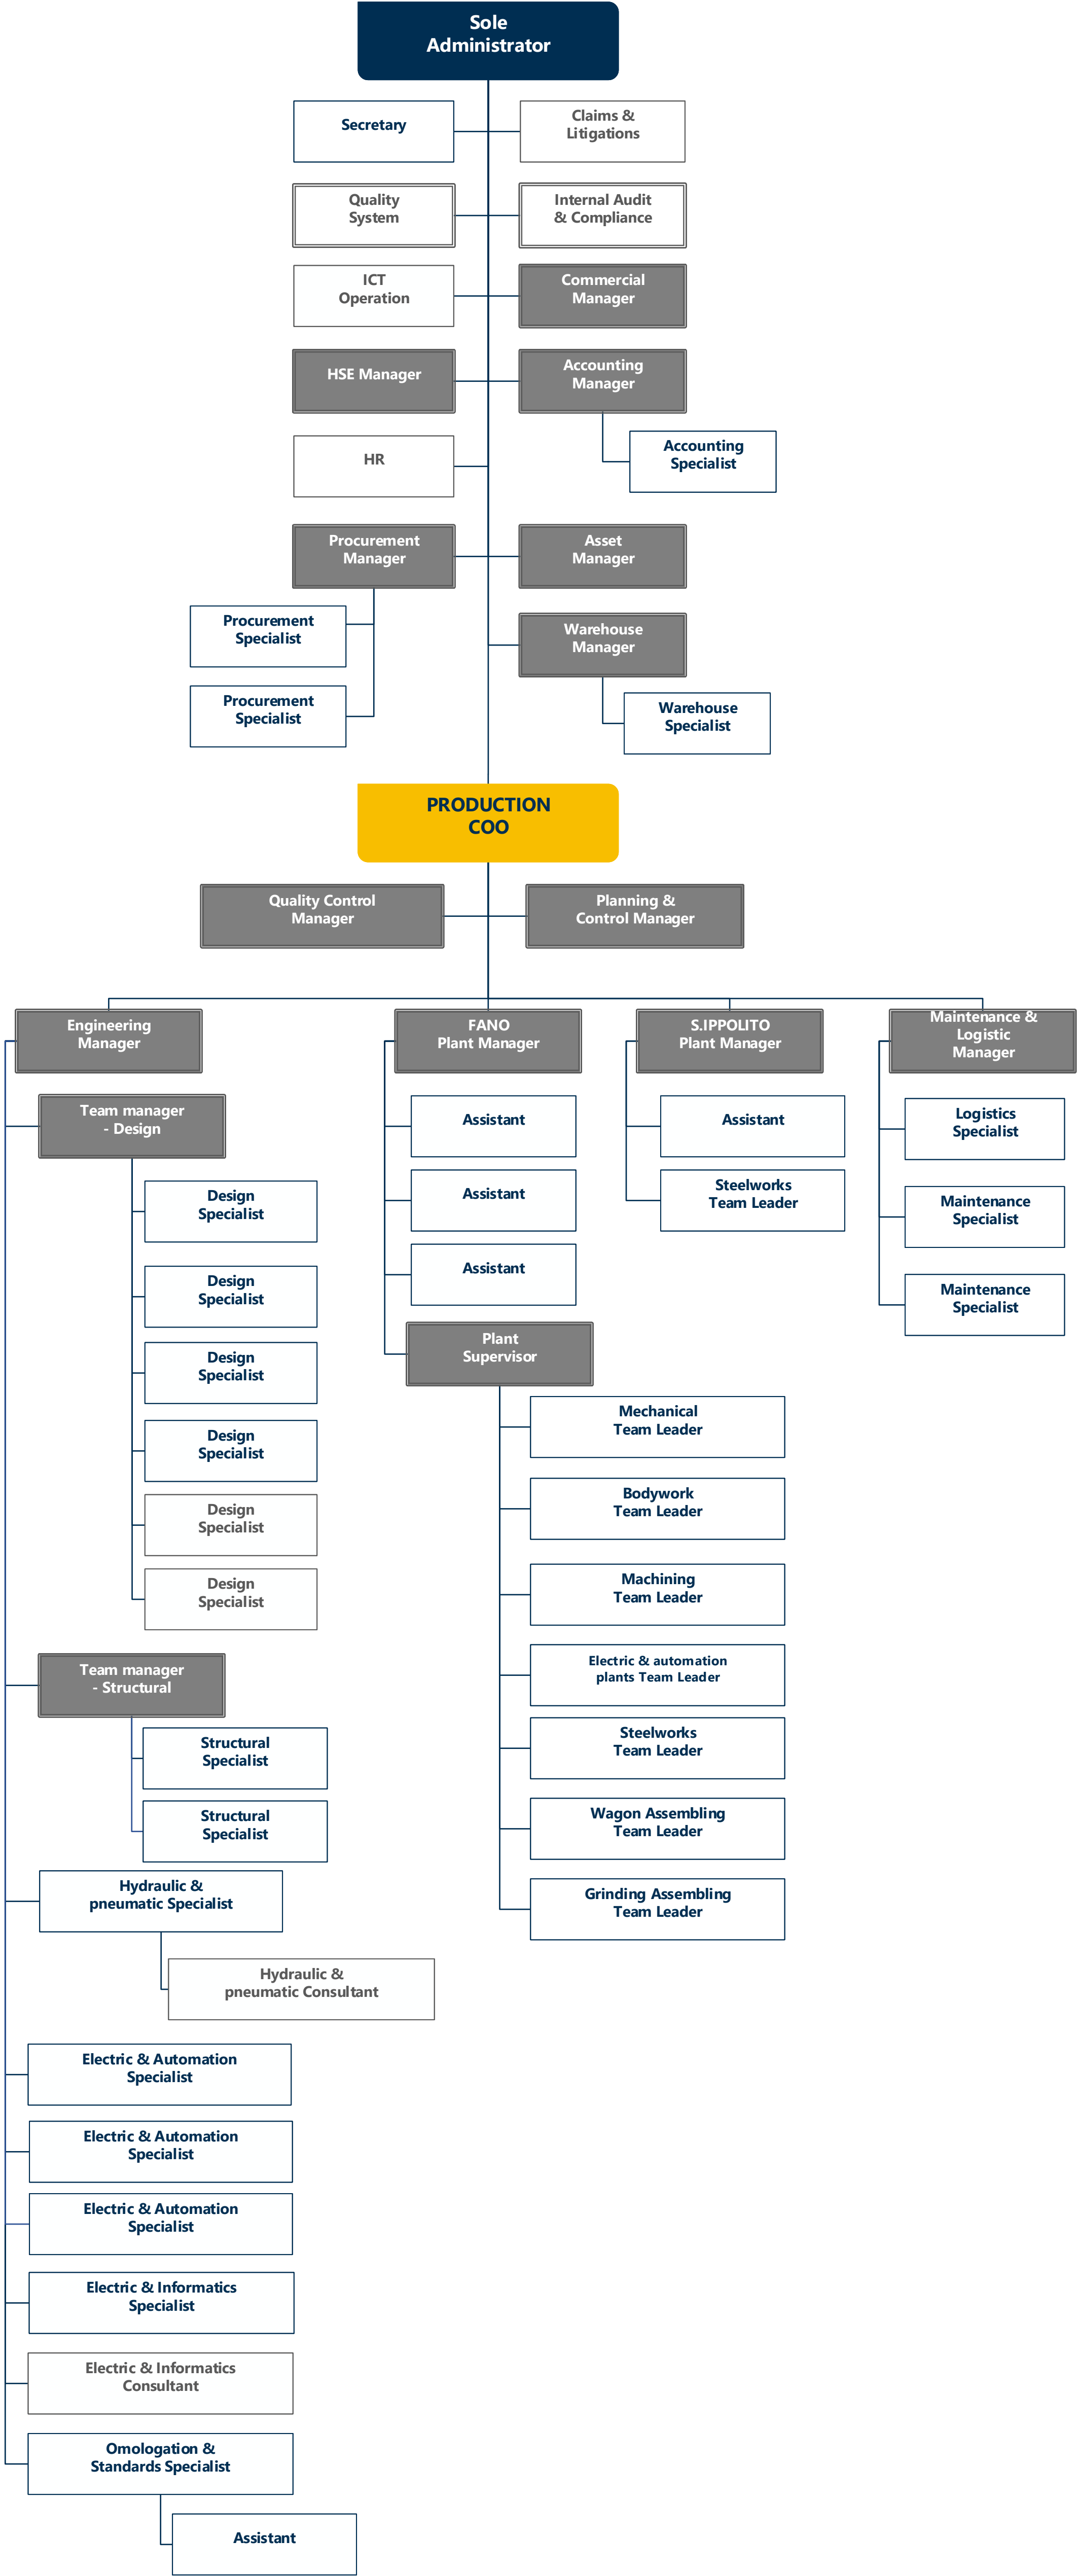 Sole
Administrator
Secretary
Claims &
Litigations
Quality
System
Internal Audit
& Compliance
ICT
Operation
Commercial
Manager
HSE Manager
Accounting
Manager
Accounting
Specialist
HR
Procurement
Manager
Asset
Manager
Procurement
Specialist
Warehouse
Manager
Procurement
Specialist
Warehouse
Specialist
PRODUCTION
COO
Quality Control
Manager
Planning &
Control Manager
Engineering
Manager
Team manager
- Design
Design
Specialist
Design
Specialist
Design
Specialist
Design
Specialist
Design
Specialist
Design
Specialist
Team manager
- Structural
Structural
Specialist
Structural
Specialist
Hydraulic &
pneumatic Specialist
Hydraulic &
pneumatic Consultant
Electric & Automation
Specialist
Electric & Automation
Specialist
Electric & Automation
Specialist
Electric & Informatics
Specialist
Electric & Informatics
Consultant
Omologation &
Standards Specialist
Assistant
FANO
Plant Manager
Assistant
Assistant
Assistant
Plant
Supervisor
Mechanical
Team Leader
Bodywork
Team Leader
Machining
Team Leader
Electric & automation
plants Team Leader
Steelworks
Team Leader
Wagon Assembling
Team Leader
Grinding Assembling
Team Leader
S.IPPOLITO
Plant Manager
Assistant
Steelworks
Team Leader
Maintenance &
Logistic
Manager
Logistics
Specialist
Maintenance
Specialist
Maintenance
Specialist